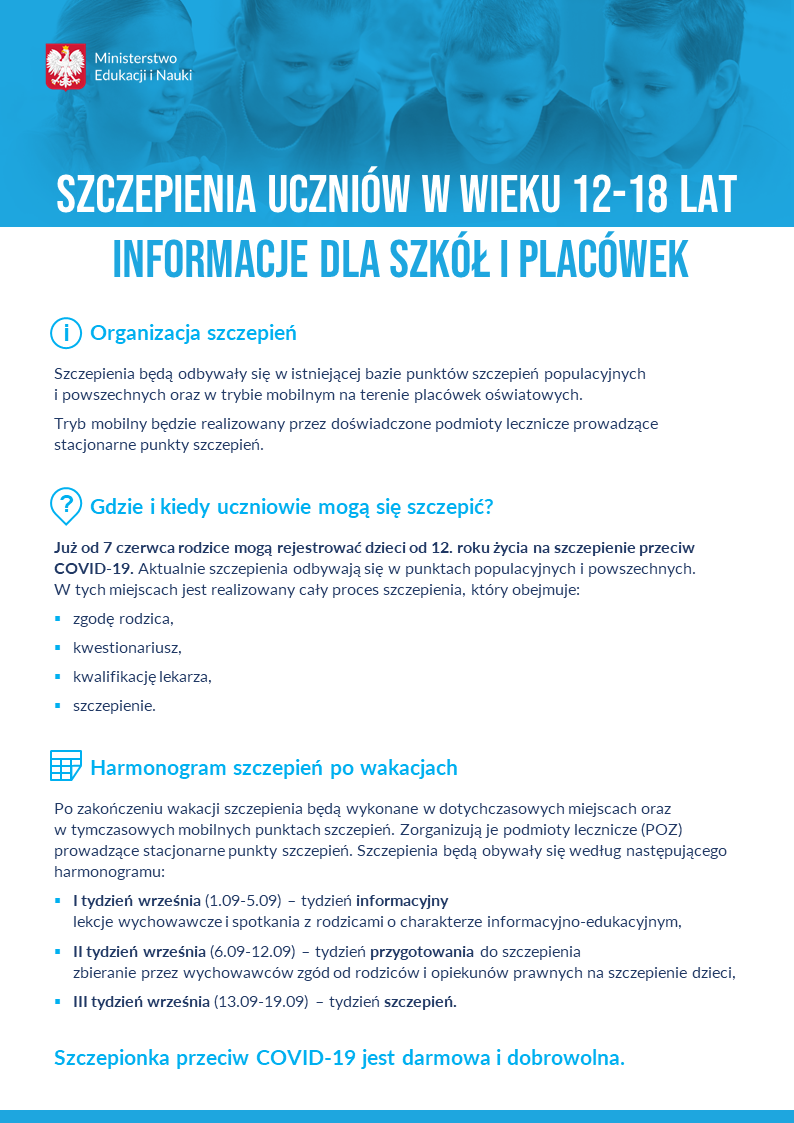 Ministerstwo
Edukacji i Nauki
SZCZEPIENIA UCZNIÓW W WIEKU 12-18 LAT
INFORMACJE DLA SZKÓŁ I PLACÓWEK
Organizacja szczepień
Szczepienia będą odbywały się w istniejącej bazie punktów szczepień populacyjnych
i powszechnych oraz w trybie mobilnym na terenie placówek oświatowych.
Tryb mobilny będzie realizowany przez doświadczone podmioty lecznicze prowadzące
stacjonarne punkty szczepień.
Gdzie i kiedy uczniowie mogą się szczepić?
Już od 7 czerwca rodzice mogą rejestrować dzieci od 12. roku życia na szczepienie przeciw
COVID-19. Aktualnie szczepienia odbywają się w punktach populacyjnych i powszechnych.
W tych miejscach jest realizowany cały proces szczepienia, który obejmuje:
▪ zgodę rodzica,
▪ kwestionariusz,
▪ kwalifikację lekarza,
▪ szczepienie.
Harmonogram szczepień po wakacjach
Po zakończeniu wakacji szczepienia będą wykonane w dotychczasowych miejscach oraz
w tymczasowych mobilnych punktach szczepień. Zorganizują je podmioty lecznicze (POZ)
prowadzące stacjonarne punkty szczepień. Szczepienia będą obywały się według następującego
harmonogramu:
▪ I tydzień września (1.09-5.09) – tydzień informacyjny
lekcje wychowawcze i spotkania z rodzicami o charakterze informacyjno-edukacyjnym,
▪ II tydzień września (6.09-12.09) – tydzień przygotowania do szczepienia
zbieranie przez wychowawców zgód od rodziców i opiekunów prawnych na szczepienie dzieci,
▪ III tydzień września (13.09-19.09) – tydzień szczepień.
Szczepionka przeciw COVID-19 jest darmowa i dobrowolna.